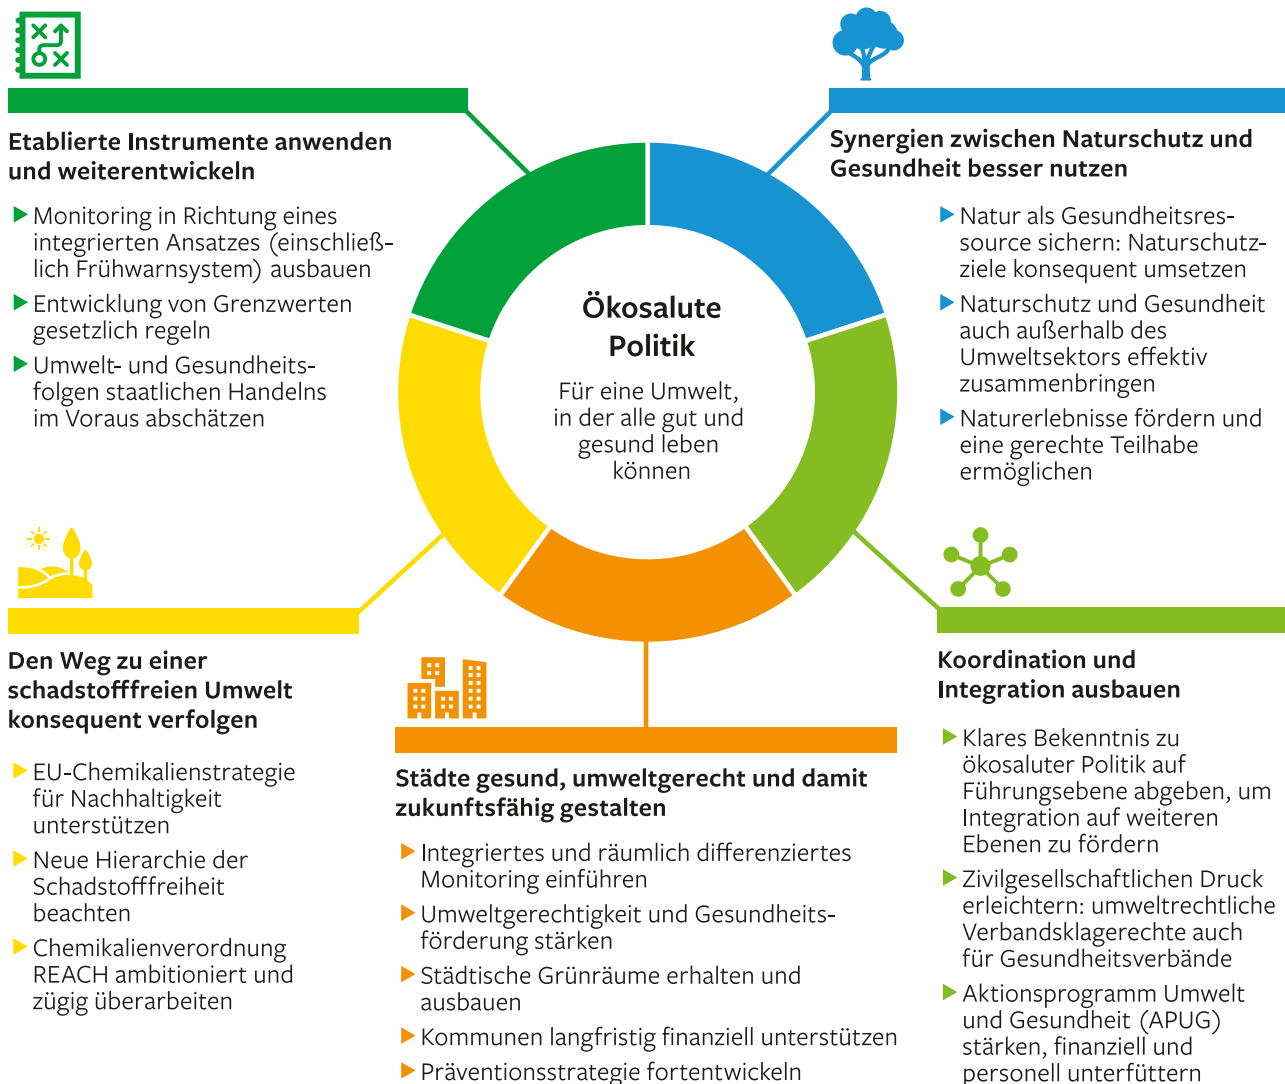 Etablierte Instrumente anwenden
und weiterentwickeln
Monitoring in Richtung eines
integrierten Ansatzes (einschließ-
lich Frühwarnsystem) ausbauen
Entwicklung von Grenzwerten
gesetzlich regeln
Umwelt- und Gesundheits-
folgen staatlichen Handelns
im Voraus abschätzen
Synergien zwischen Naturschutz und
Gesundheit besser nutzen
Natur als Gesundheitsres-
source sichern: Naturschutz-
ziele konsequent umsetzen
Naturschutz und Gesundheit
auch außerhalb des
Umweltsektors effektiv
zusammenbringen
Naturerlebnisse fördern und
eine gerechte Teilhabe
ermöglichen
Ökosalute
Politik
Für eine Umwelt,
in der alle gut und
gesund leben
können
Den Weg zu einer
schadstofffreien Umwelt
konsequent verfolgen
EU-Chemikalienstrategie
für Nachhaltigkeit
unterstützen
Neue Hierarchie der
Schadstofffreiheit
beachten
Chemikalienverordnung
REACH ambitioniert und
zügig überarbeiten
Städte gesund, umweltgerecht und damit
zukunftsfähig gestalten
Integriertes und räumlich differenziertes
Monitoring einführen
Umweltgerechtigkeit und Gesundheits-
förderung stärken
Städtische Grünräume erhalten und
ausbauen
Kommunen langfristig finanziell unterstützen
Präventionsstrategie fortentwickeln
Koordination und
Integration ausbauen
Klares Bekenntnis zu
ökosaluter Politik auf
Führungsebene abgeben, um
Integration auf weiteren
Ebenen zu fördern
Zivilgesellschaftlichen Druck
erleichtern: umweltrechtliche
Verbandsklagerechte auch
für Gesundheitsverbände
Aktionsprogramm Umwelt
und Gesundheit (APUG)
stärken, finanziell und
personell unterfüttern